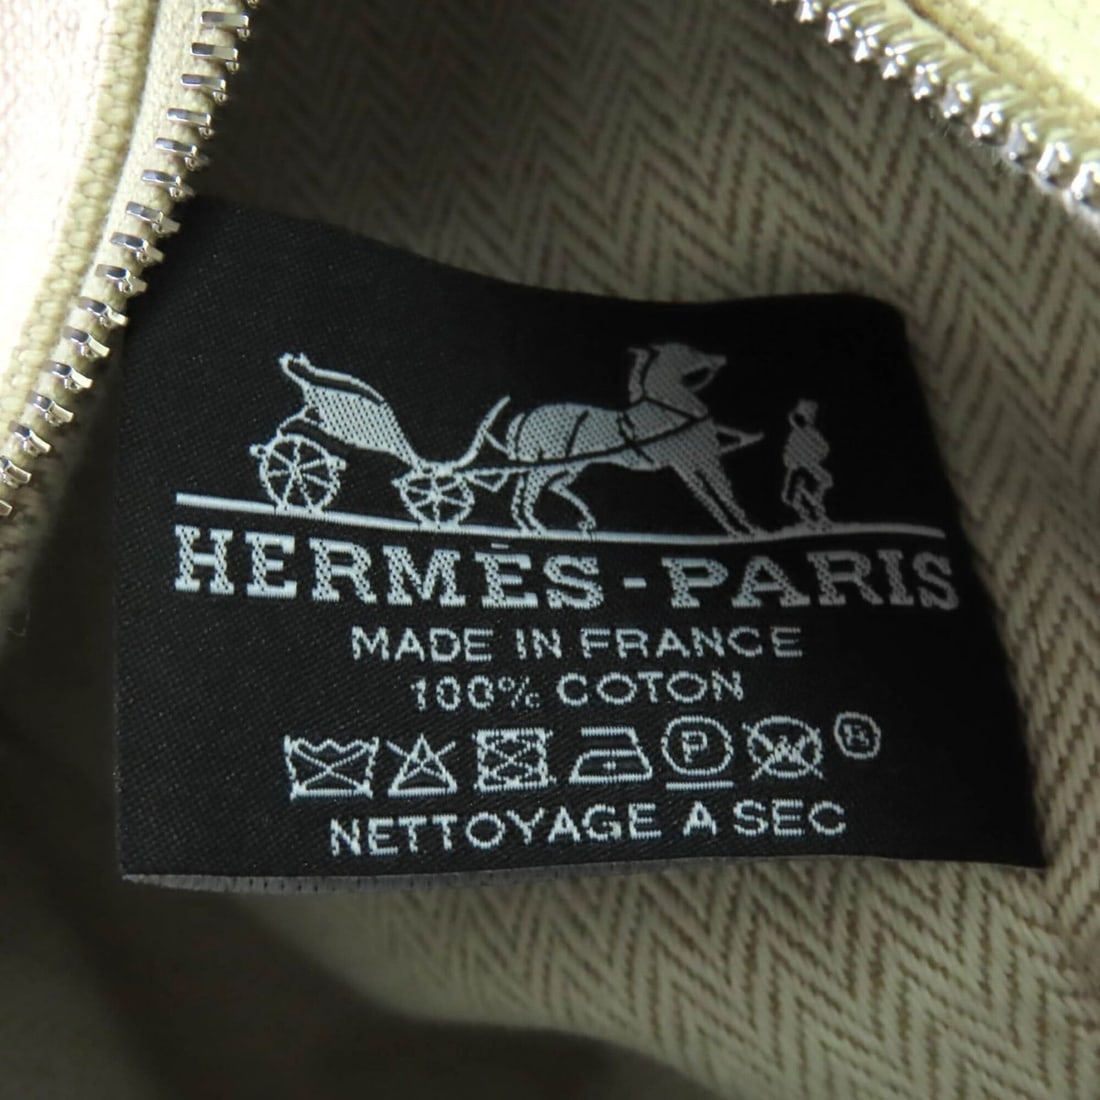 HERMÈS-PARIS
MADE IN FRANCE
100% COTON
P W ®
NETTOYAGE A SEC